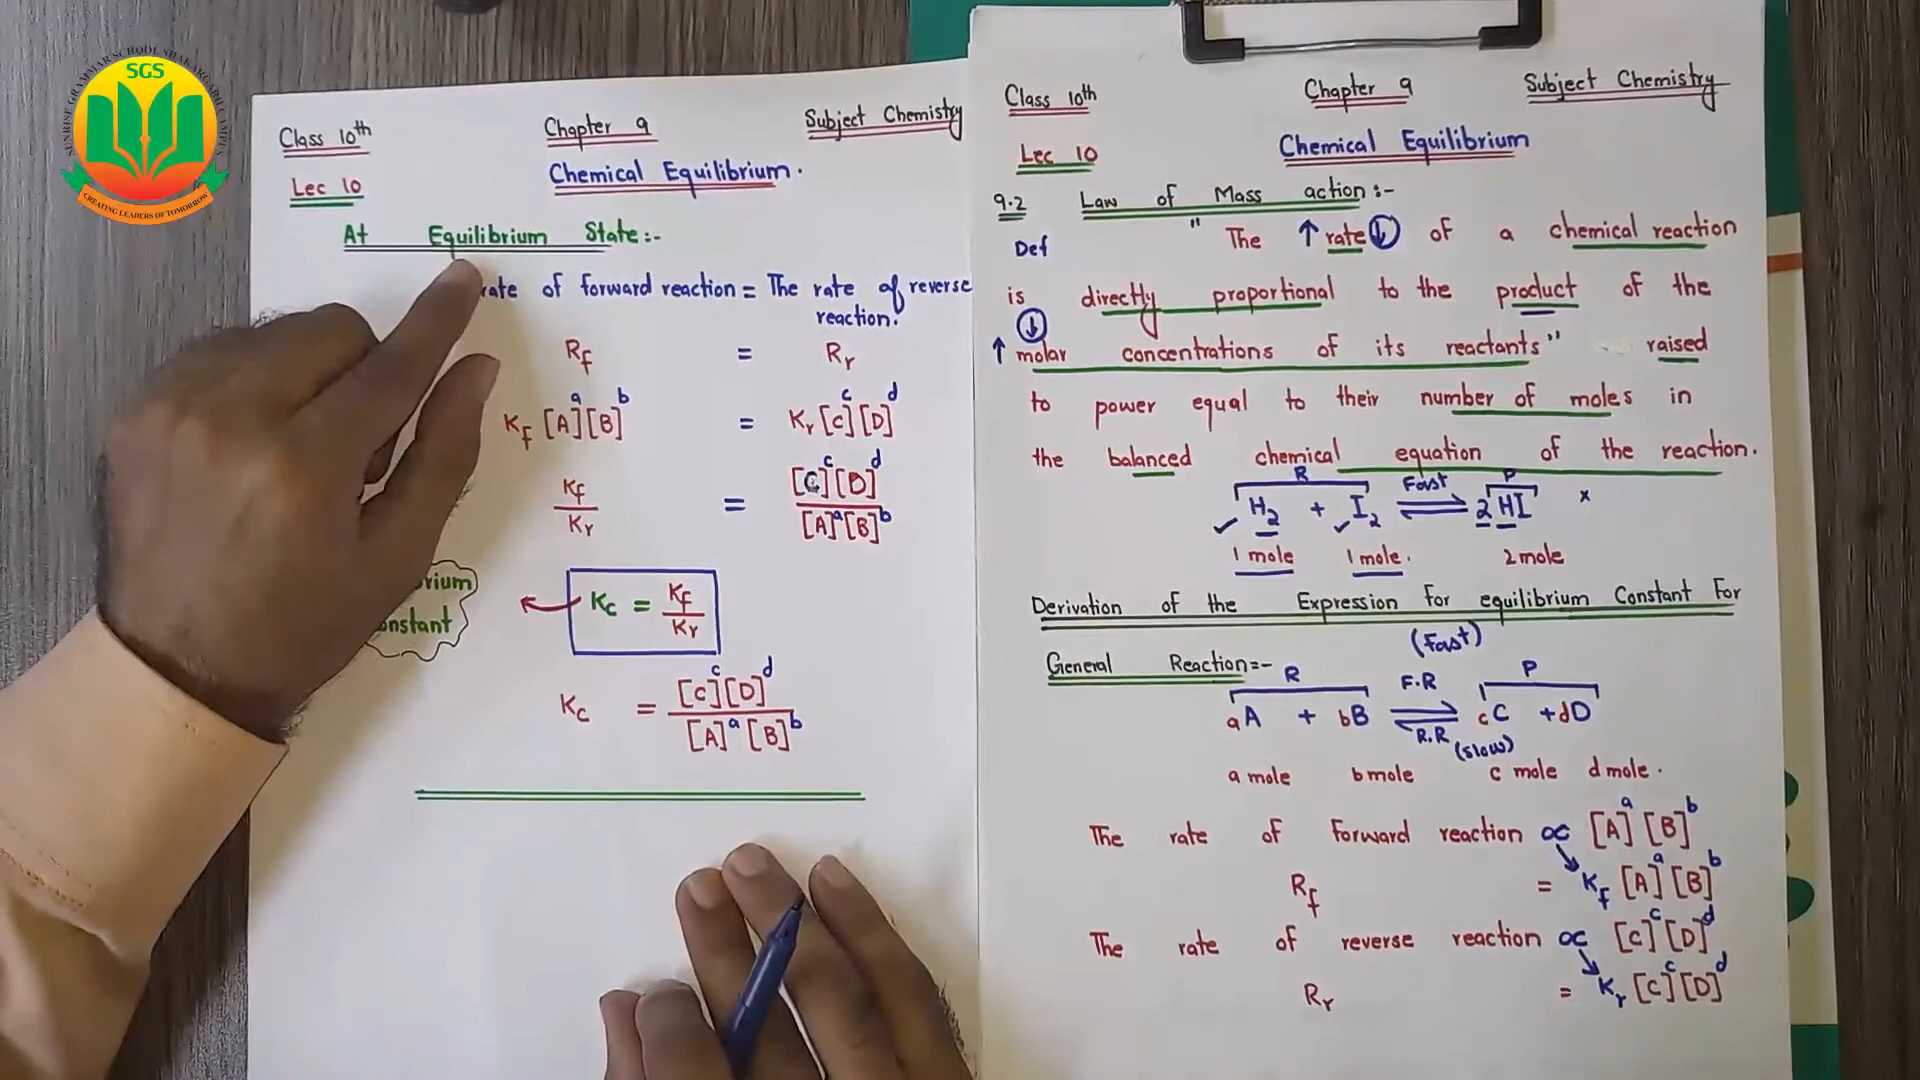 SUNRISE GRAMMAR SCHOOL SHAKARGARH CAMPUS
SGS
CREATING LEADERS OF TOMORROW
Class 10th Chapter 9 Subject Chemistry
Lec 10 Chemical Equilibrium.
At Equilibrium State:-
rate of forward reaction = The rate of reverse
reaction.
Rf = Rr
Kf [A]^a [B]^b = Kr [C]^c [D]^d
Kf/Kr = [C]^c [D]^d / [A]^a [B]^b
Kc = Kf/Kr
Kc = [C]^c [D]^d / [A]^a [B]^b
Class 10th Chapter 9 Subject Chemistry
Lec 10 Chemical Equilibrium
9.2 Law of Mass action:-
Def " The ↑ rate ↓ of a chemical reaction
is directly proportional to the product of the
↓
↑ molar concentrations of its reactants" raised
to power equal to their number of moles in
the balanced chemical equation of the reaction.
R Fast P
H2 + I2 ⇌ 2HI x
1 mole 1 mole. 2 mole
Derivation of the Expression for equilibrium Constant For
(Fast)
General Reaction:-
R F.R P
aA + bB ⇌ cC + dD
R.R (slow)
a mole b mole c mole d mole.
The rate of Forward reaction ∝ [A]^a [B]^b
Rf = Kf [A]^a [B]^b
The rate of reverse reaction ∝ [C]^c [D]^d
Rr = Kr [C]^c [D]^d